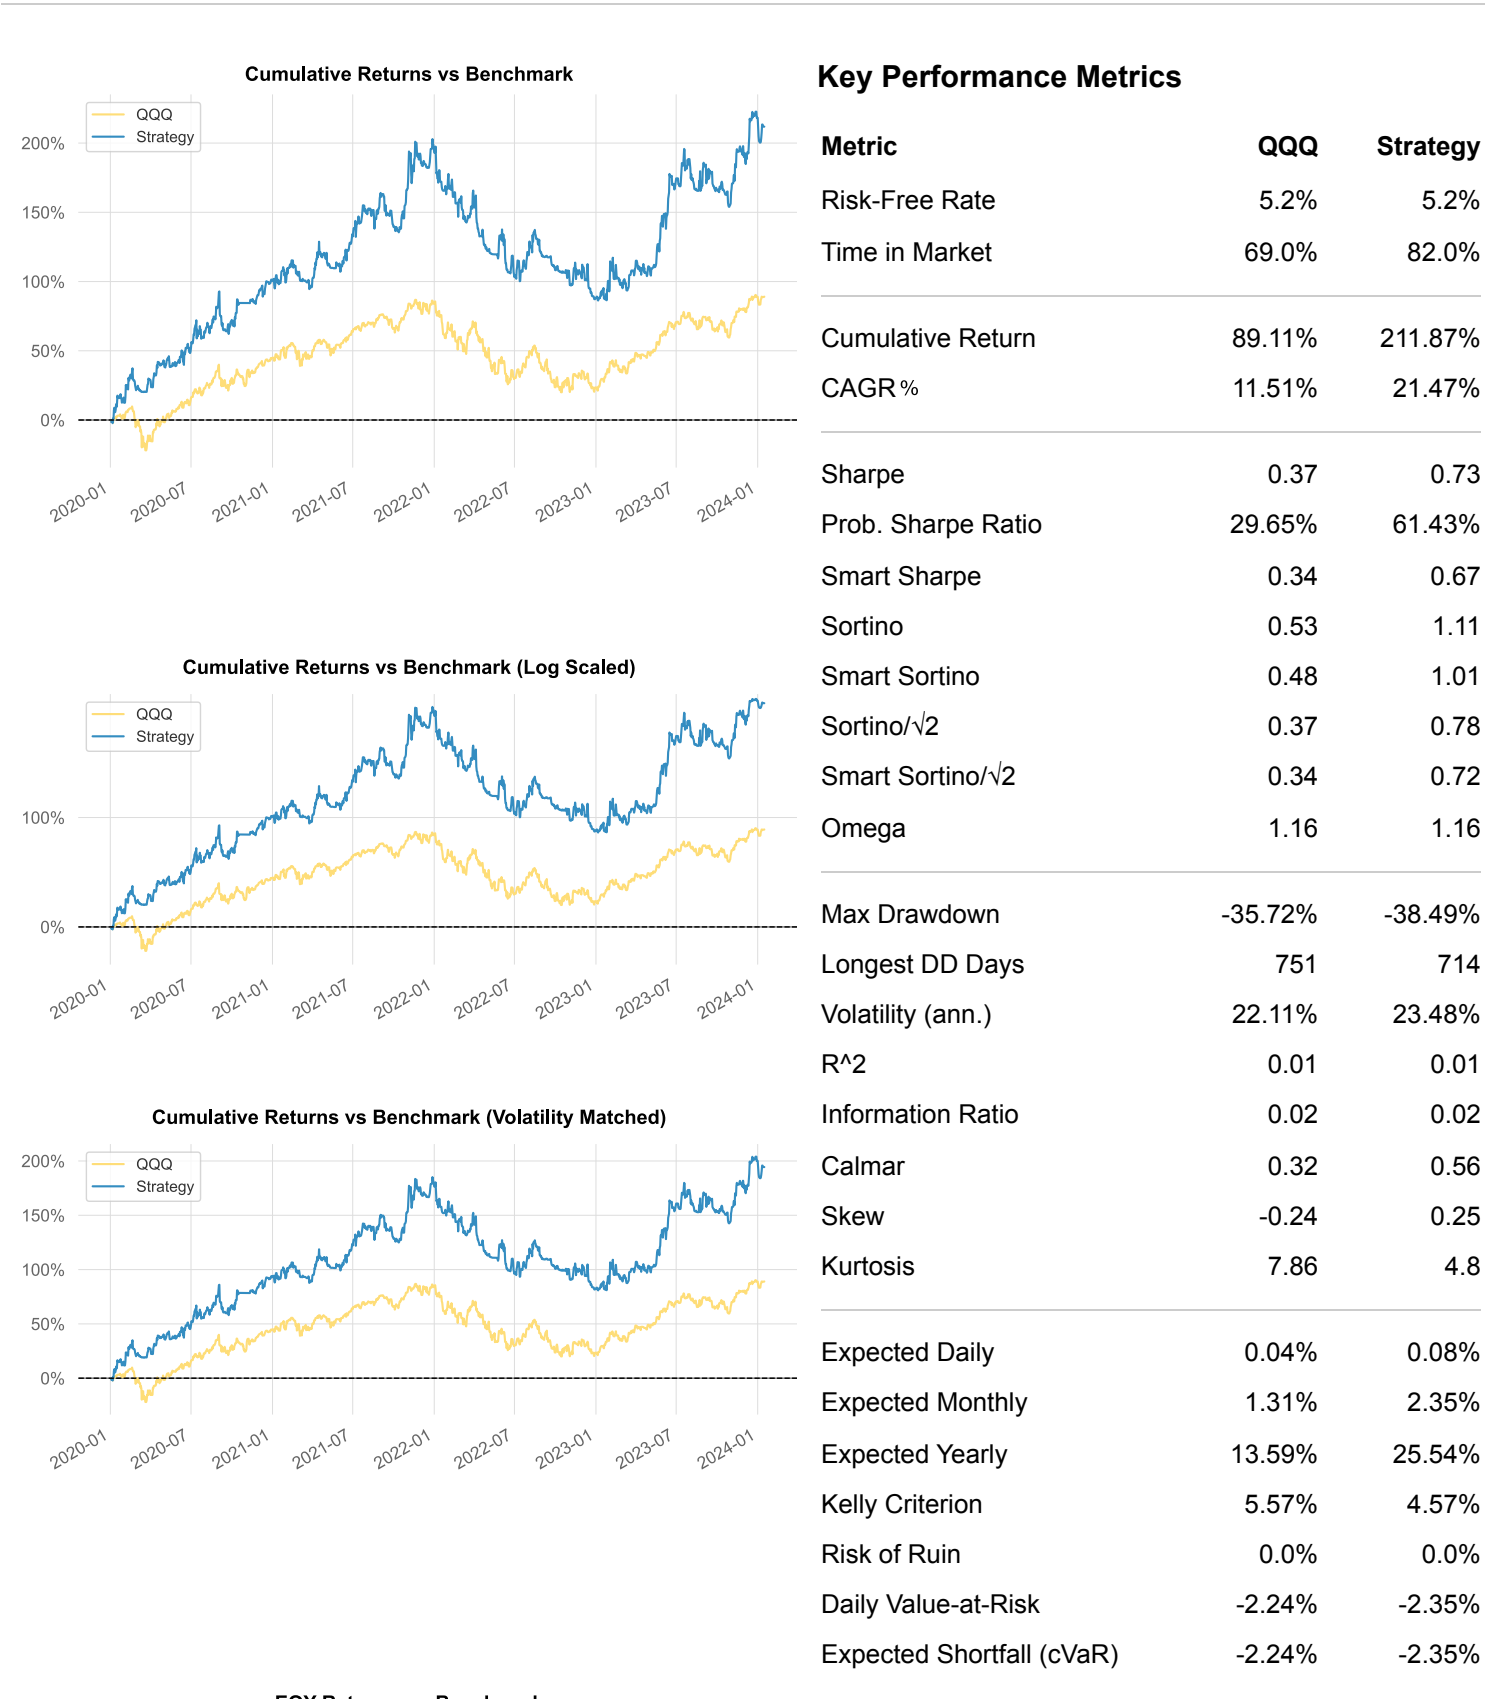 Cumulative Returns vs Benchmark
QQQ
Strategy
200%
150%
100%
50%
0%
2020-01 2020-07 2021-01 2021-07 2022-01 2022-07 2023-01 2023-07 2024-01
Cumulative Returns vs Benchmark (Log Scaled)
QQQ
Strategy
100%
0%
2020-01 2020-07 2021-01 2021-07 2022-01 2022-07 2023-01 2023-07 2024-01
Cumulative Returns vs Benchmark (Volatility Matched)
QQQ
Strategy
200%
150%
100%
50%
0%
2020-01 2020-07 2021-01 2021-07 2022-01 2022-07 2023-01 2023-07 2024-01
Key Performance Metrics
Metric QQQ Strategy
Risk-Free Rate 5.2% 5.2%
Time in Market 69.0% 82.0%
Cumulative Return 89.11% 211.87%
CAGR% 11.51% 21.47%
Sharpe 0.37 0.73
Prob. Sharpe Ratio 29.65% 61.43%
Smart Sharpe 0.34 0.67
Sortino 0.53 1.11
Smart Sortino 0.48 1.01
Sortino/√2 0.37 0.78
Smart Sortino/√2 0.34 0.72
Omega 1.16 1.16
Max Drawdown -35.72% -38.49%
Longest DD Days 751 714
Volatility (ann.) 22.11% 23.48%
R^2 0.01 0.01
Information Ratio 0.02 0.02
Calmar 0.32 0.56
Skew -0.24 0.25
Kurtosis 7.86 4.8
Expected Daily 0.04% 0.08%
Expected Monthly 1.31% 2.35%
Expected Yearly 13.59% 25.54%
Kelly Criterion 5.57% 4.57%
Risk of Ruin 0.0% 0.0%
Daily Value-at-Risk -2.24% -2.35%
Expected Shortfall (cVaR) -2.24% -2.35%